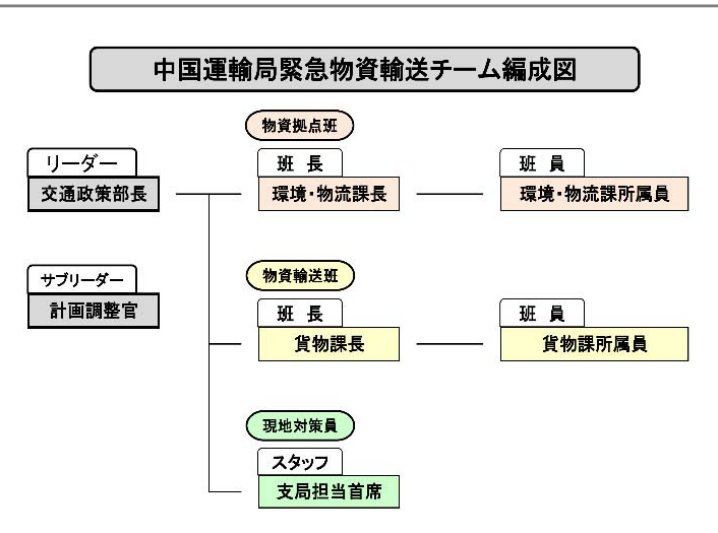 中国運輸局緊急物資輸送チーム編成図
物資拠点班
リーダー
交通政策部長
班 長
環境・物流課長
班 員
環境・物流課所属員
サブリーダー
計画調整官
物資輸送班
班 長
貨物課長
班 員
貨物課所属員
現地対策員
スタッフ
支局担当首席